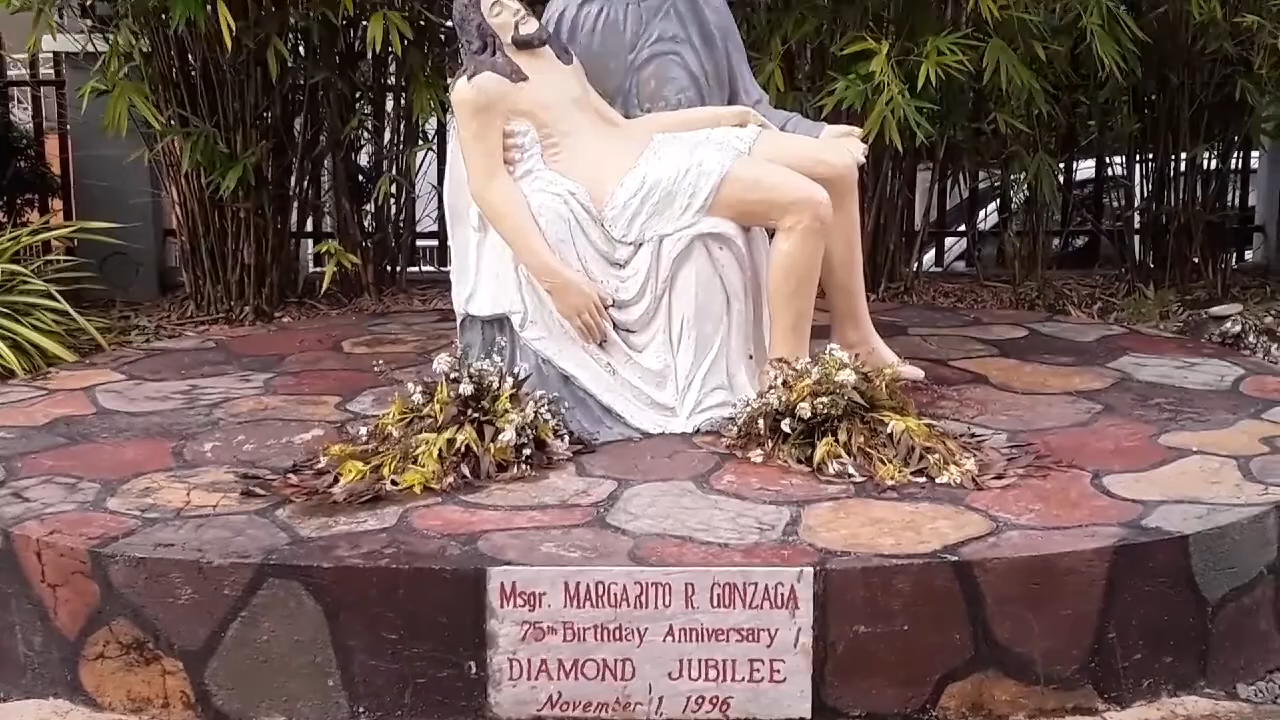 Msgr. MARGARITO R. GONZAGA
75th Birthday Anniversary
DIAMOND JUBILEE
November 1, 1996